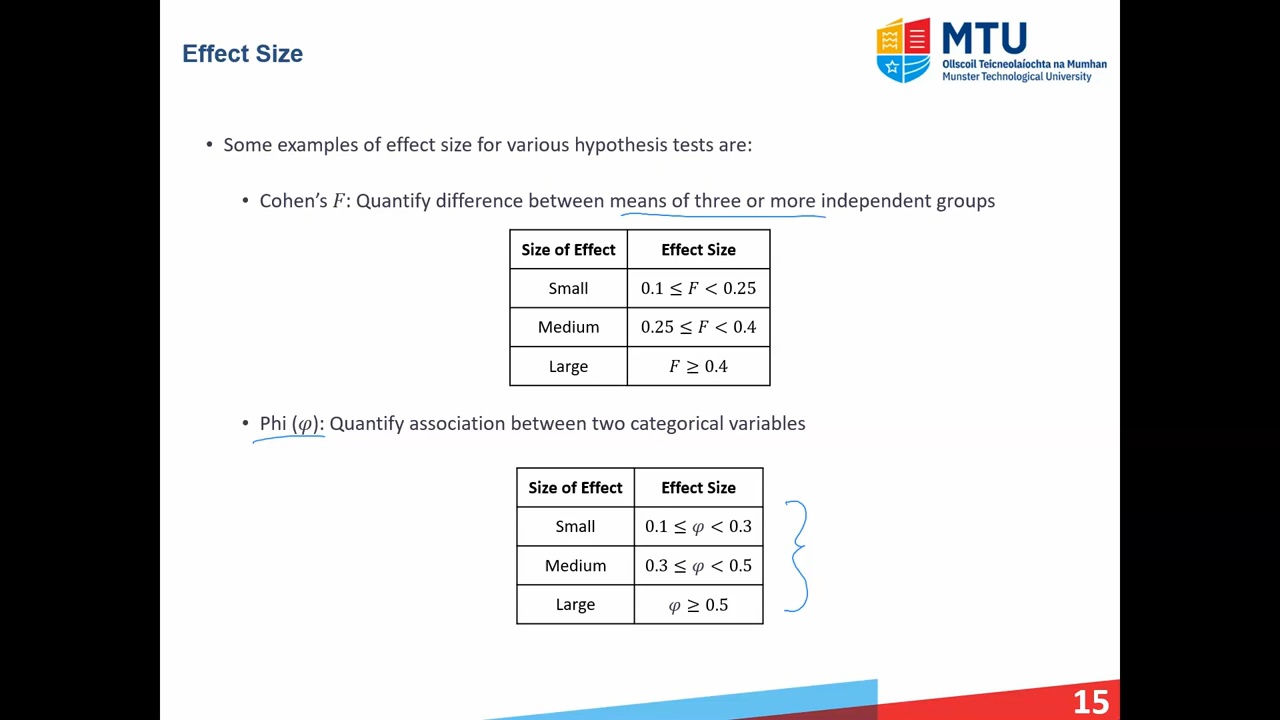 Effect Size
MTU
Ollscoil Teicneolaíochta na Mumhan
Munster Technological University
• Some examples of effect size for various hypothesis tests are:
• Cohen’s F: Quantify difference between means of three or more independent groups
Size of Effect Effect Size
Small 0.1 ≤ F < 0.25
Medium 0.25 ≤ F < 0.4
Large F ≥ 0.4
• Phi (φ): Quantify association between two categorical variables
Size of Effect Effect Size
Small 0.1 ≤ φ < 0.3
Medium 0.3 ≤ φ < 0.5
Large φ ≥ 0.5
15